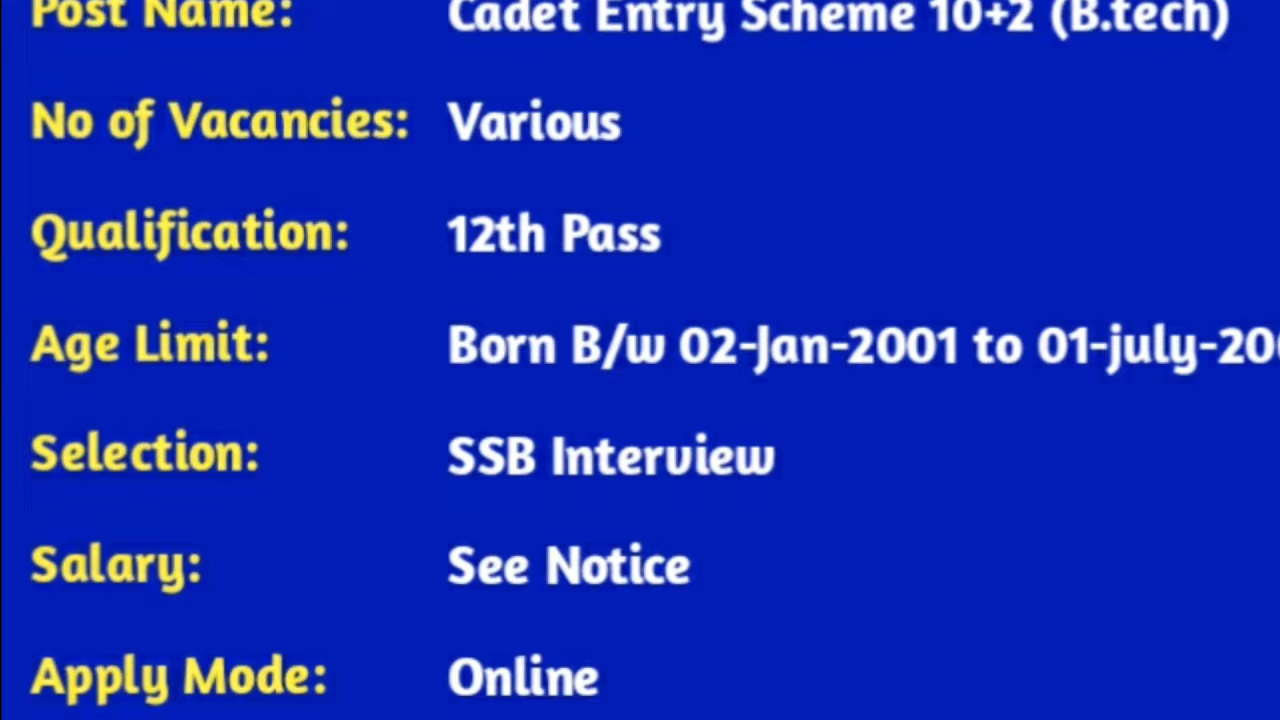 Post Name: Cadet Entry Scheme 10+2 (B.tech)
No of Vacancies: Various
Qualification: 12th Pass
Age Limit: Born B/w 02-Jan-2001 to 01-july-20
Selection: SSB Interview
Salary: See Notice
Apply Mode: Online